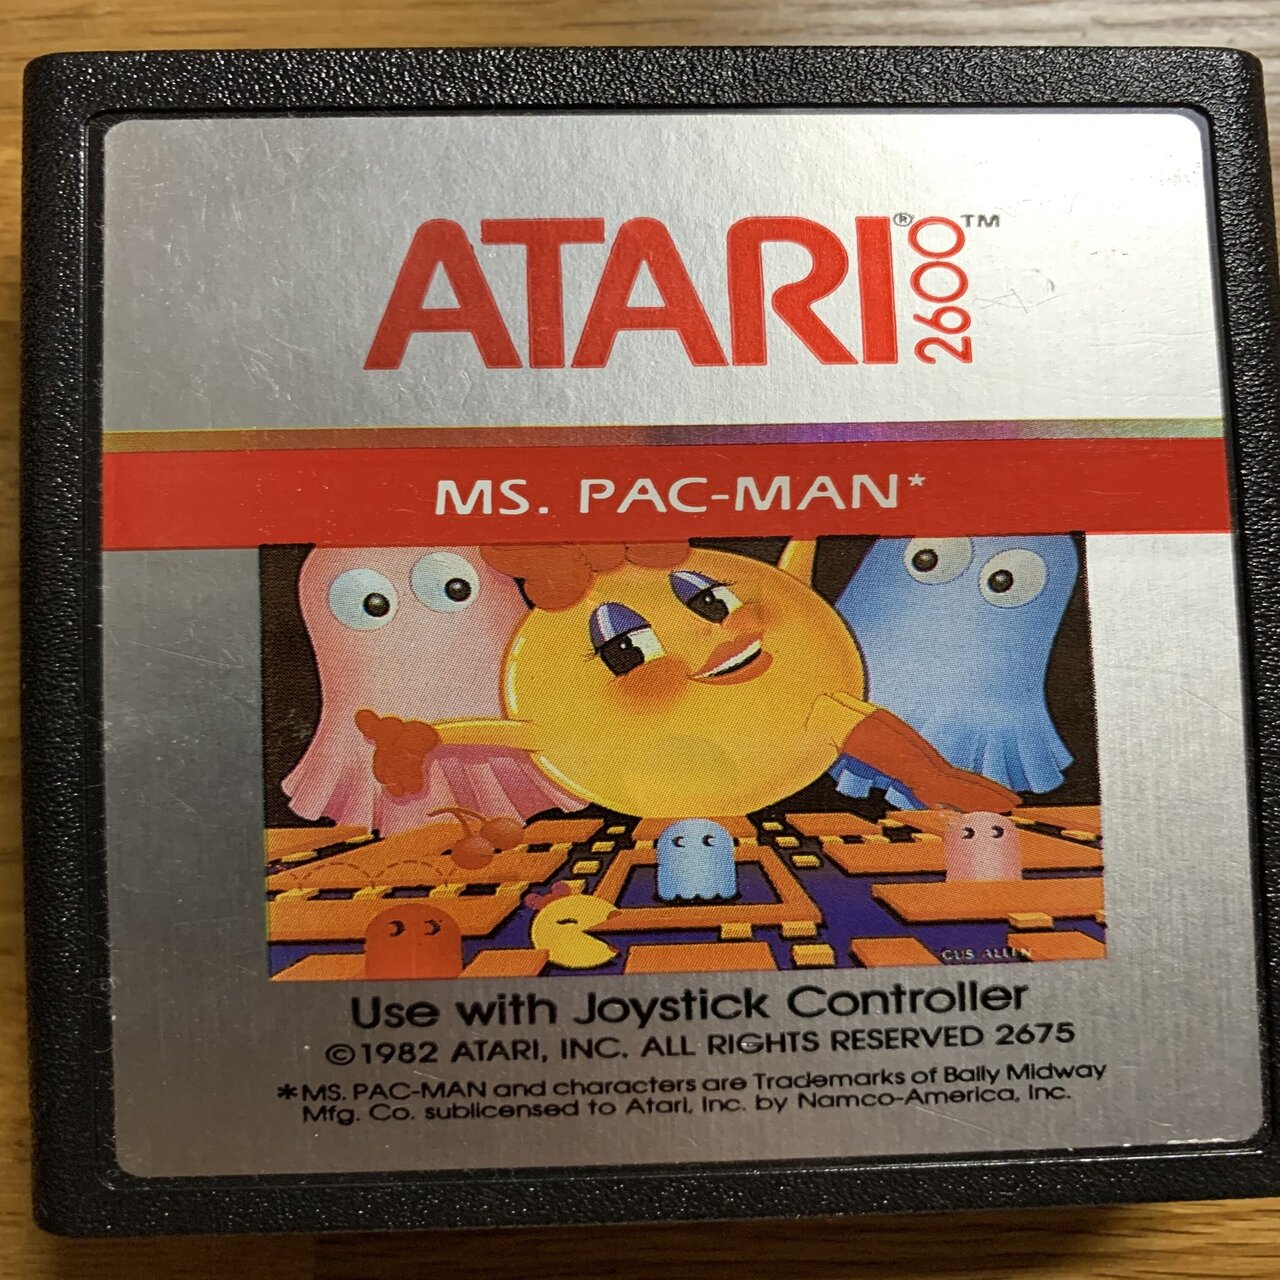 ATARI® 2600™
MS. PAC-MAN*
GUS ALLEN
Use with Joystick Controller
©1982 ATARI, INC. ALL RIGHTS RESERVED 2675
*MS. PAC-MAN and characters are Trademarks of Bally Midway
Mfg. Co. sublicensed to Atari, Inc. by Namco-America, Inc.